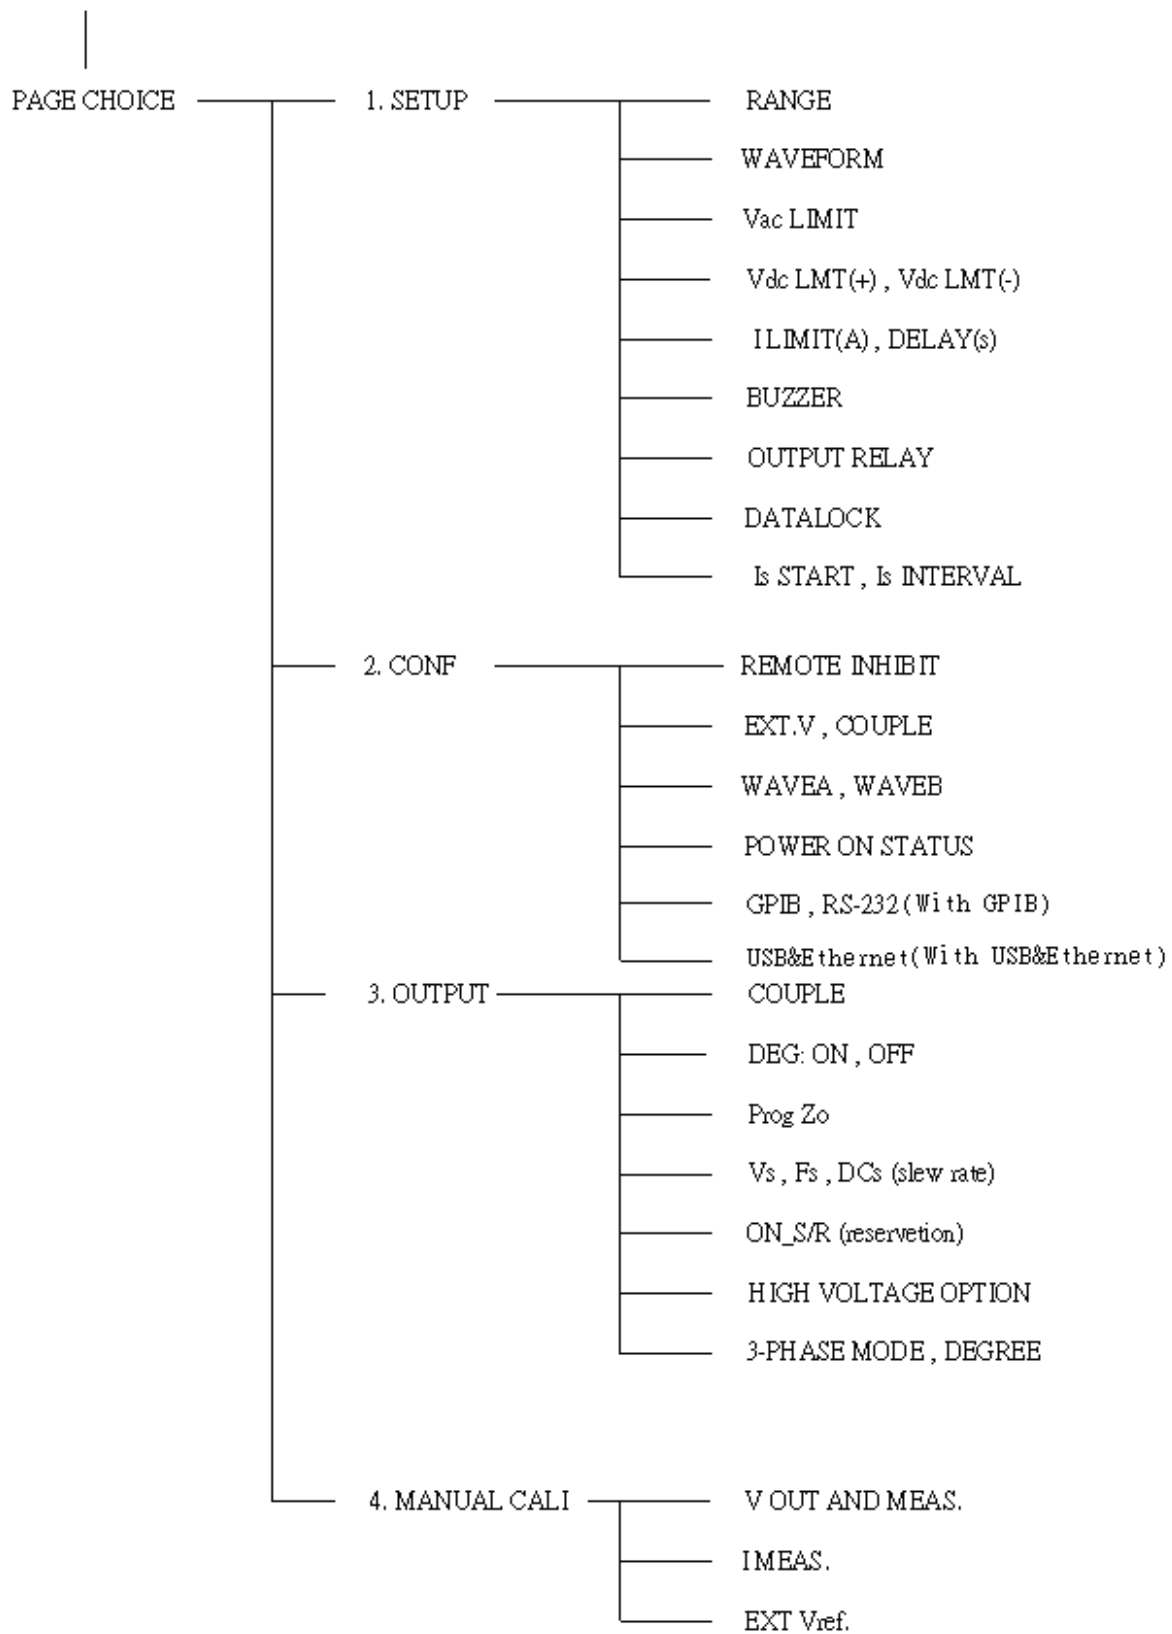 PAGE CHOICE
1. SETUP
RANGE
WAVEFORM
Vac LIMIT
Vdc LMT(+) , Vdc LMT(-)
I LIMIT(A) , DELAY(s)
BUZZER
OUTPUT RELAY
DATALOCK
Is START , Is INTERVAL
2. CONF
REMOTE INHIBIT
EXT.V , COUPLE
WAVEA , WAVEB
POWER ON STATUS
GPIB , RS-232(With GPIB)
USB&Ethernet(With USB&Ethernet)
3. OUTPUT
COUPLE
DEG: ON , OFF
Prog Zo
Vs , Fs , DCs (slew rate)
ON_S/R (reservetion)
HIGH VOLTAGE OPTION
3-PHASE MODE , DEGREE
4. MANUAL CALI
V OUT AND MEAS.
I MEAS.
EXT Vref.